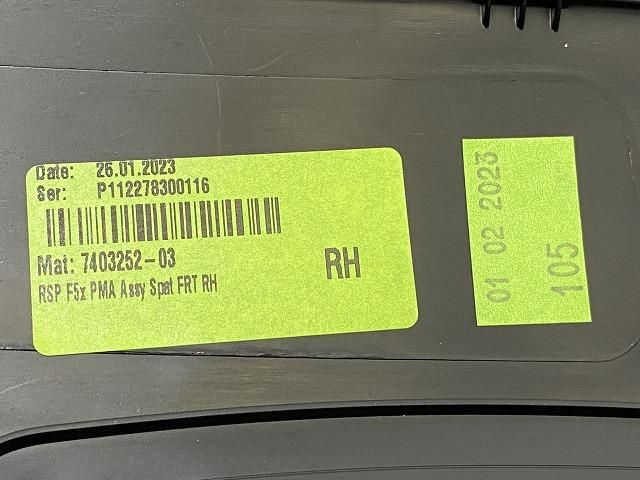 Date: 26.01.2023
Ser: P112278300116
Mat: 7403252-03
RH
RSP F5x PMA Assy Spat FRT RH
01 02 2023
105